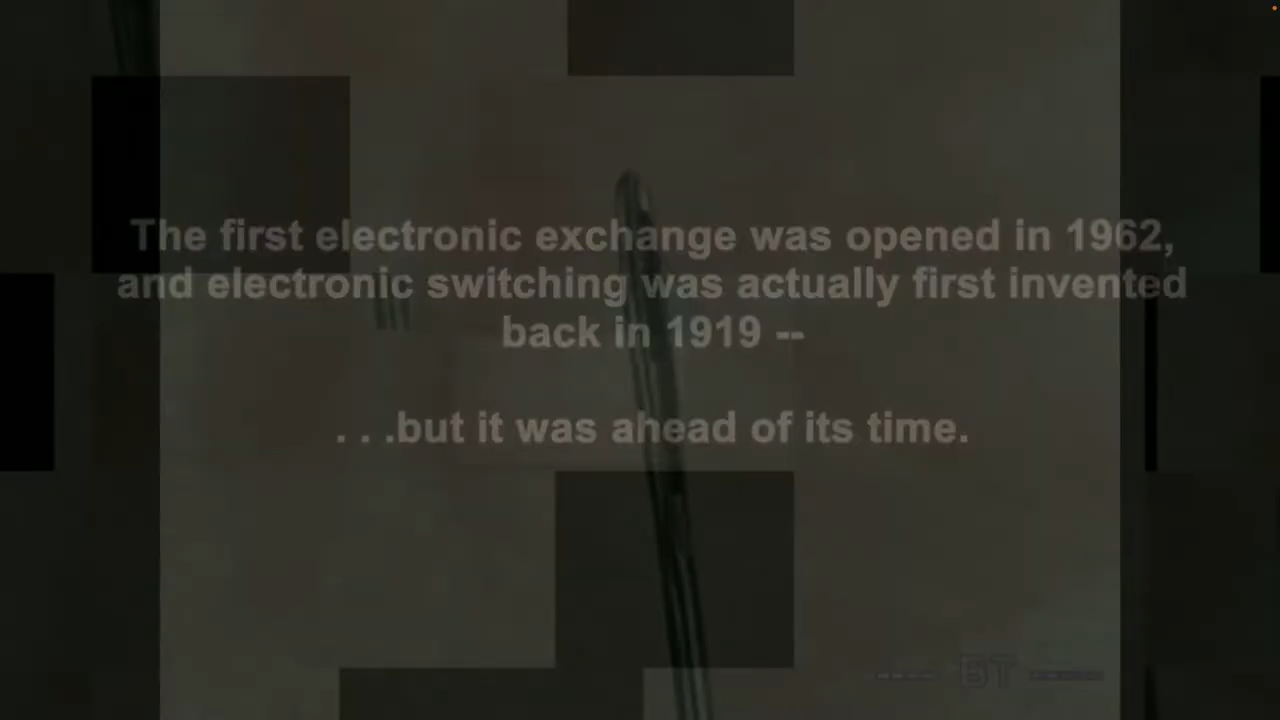 The first electronic exchange was opened in 1962,
and electronic switching was actually first invented
back in 1919 --
. . .but it was ahead of its time.
BT